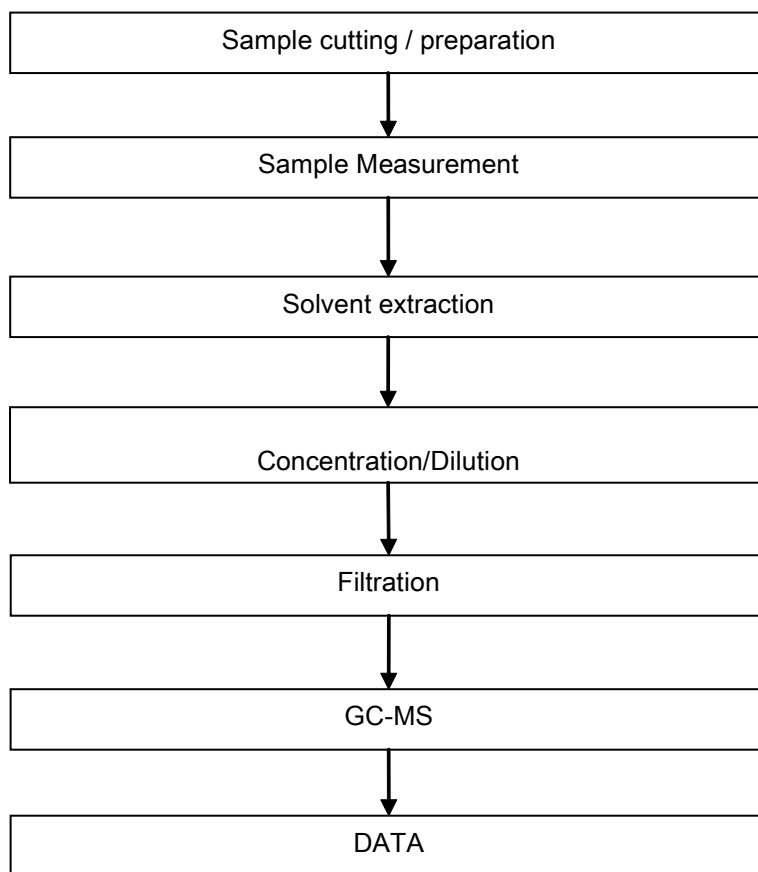 Sample cutting / preparation
Sample Measurement
Solvent extraction
Concentration/Dilution
Filtration
GC-MS
DATA